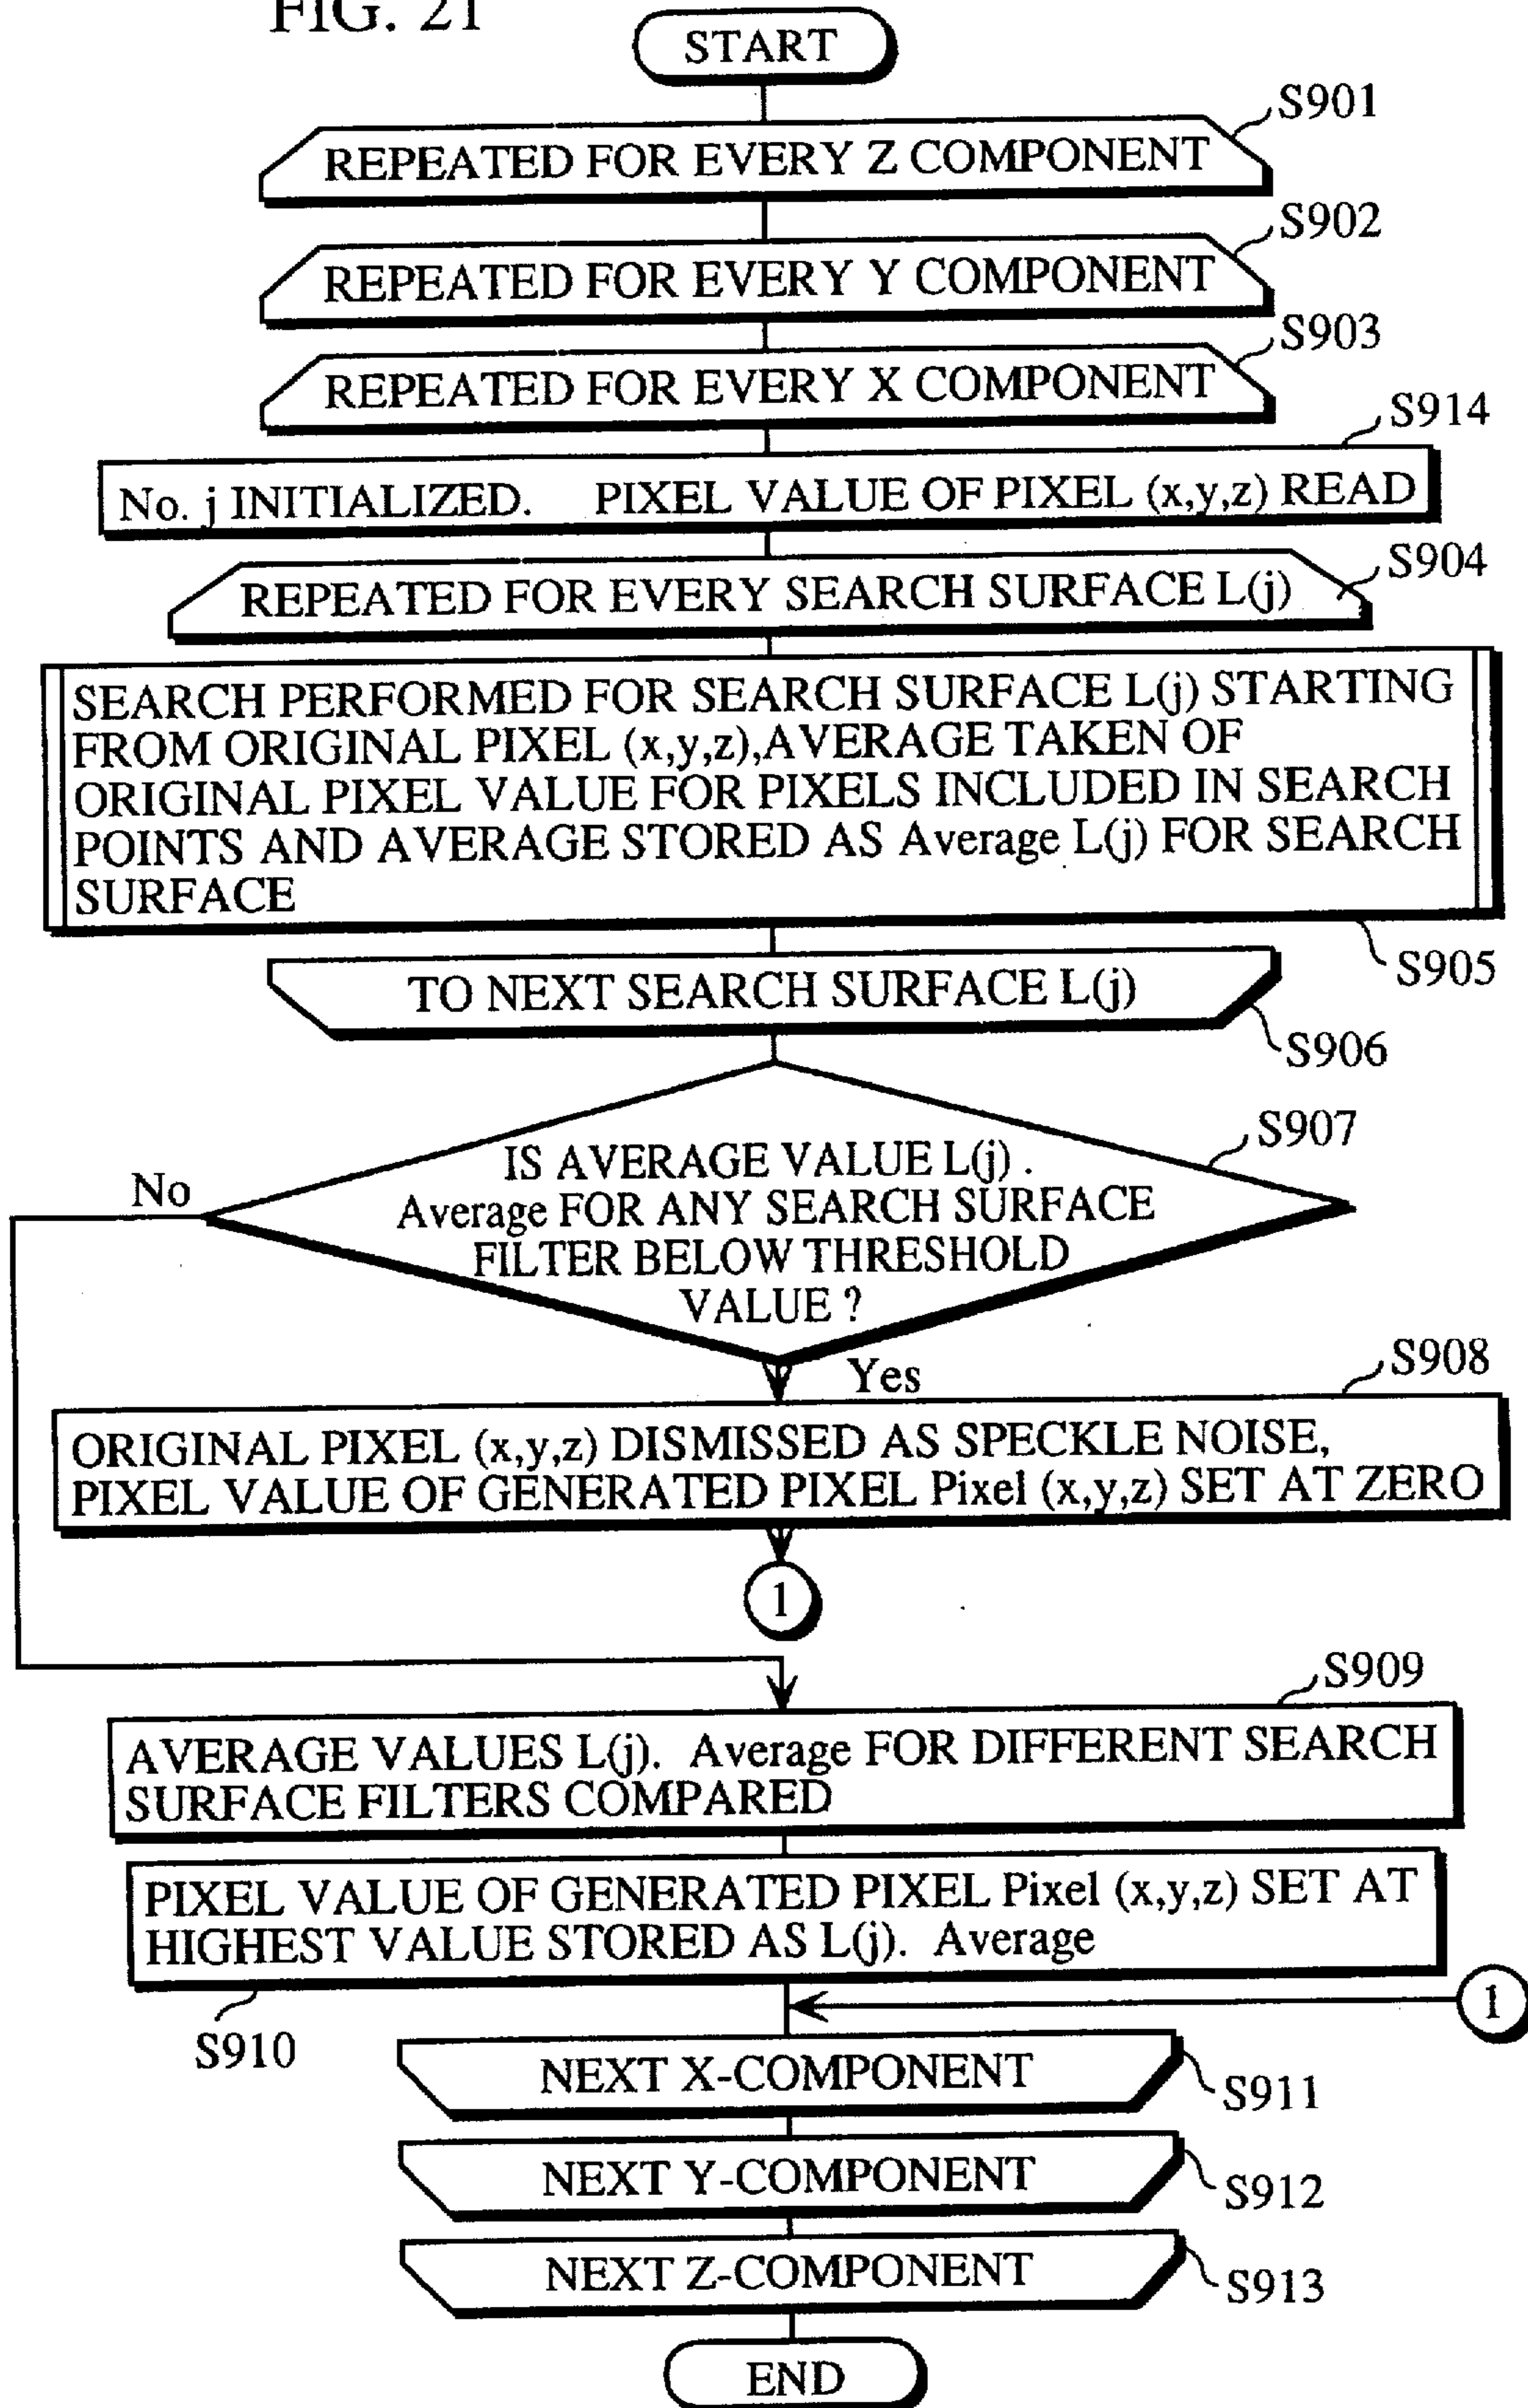 FIG. 21
START
S901
REPEATED FOR EVERY Z COMPONENT
S902
REPEATED FOR EVERY Y COMPONENT
S903
REPEATED FOR EVERY X COMPONENT
S914
No. j INITIALIZED. PIXEL VALUE OF PIXEL (x,y,z) READ
S904
REPEATED FOR EVERY SEARCH SURFACE L(j)
SEARCH PERFORMED FOR SEARCH SURFACE L(j) STARTING
FROM ORIGINAL PIXEL (x,y,z),AVERAGE TAKEN OF
ORIGINAL PIXEL VALUE FOR PIXELS INCLUDED IN SEARCH
POINTS AND AVERAGE STORED AS Average L(j) FOR SEARCH
SURFACE
S905
TO NEXT SEARCH SURFACE L(j)
S906
S907
IS AVERAGE VALUE L(j) .
Average FOR ANY SEARCH SURFACE
FILTER BELOW THRESHOLD
VALUE ?
No
Yes
S908
ORIGINAL PIXEL (x,y,z) DISMISSED AS SPECKLE NOISE,
PIXEL VALUE OF GENERATED PIXEL Pixel (x,y,z) SET AT ZERO
1
S909
AVERAGE VALUES L(j). Average FOR DIFFERENT SEARCH
SURFACE FILTERS COMPARED
PIXEL VALUE OF GENERATED PIXEL Pixel (x,y,z) SET AT
HIGHEST VALUE STORED AS L(j). Average
1
S910
NEXT X-COMPONENT
S911
NEXT Y-COMPONENT
S912
NEXT Z-COMPONENT
S913
END